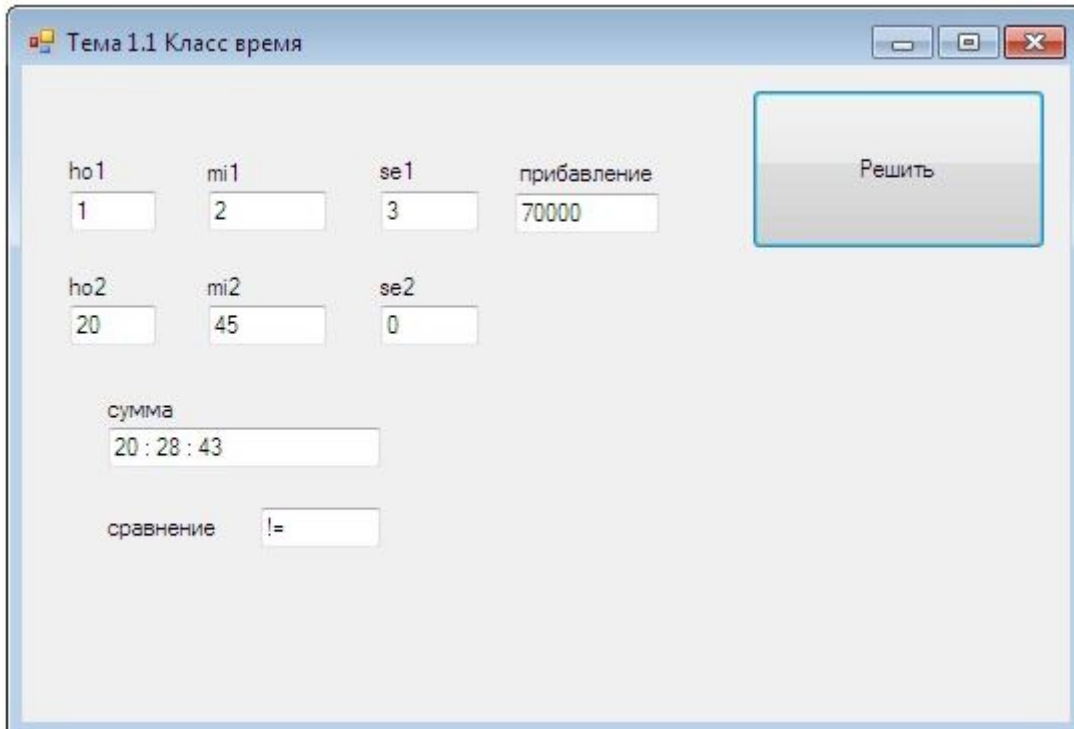 Тема 1.1 Класс время
Решить
ho1 mi1 se1 прибавление
1 2 3 70000
ho2 mi2 se2
20 45 0
сумма
20 : 28 : 43
сравнение !=